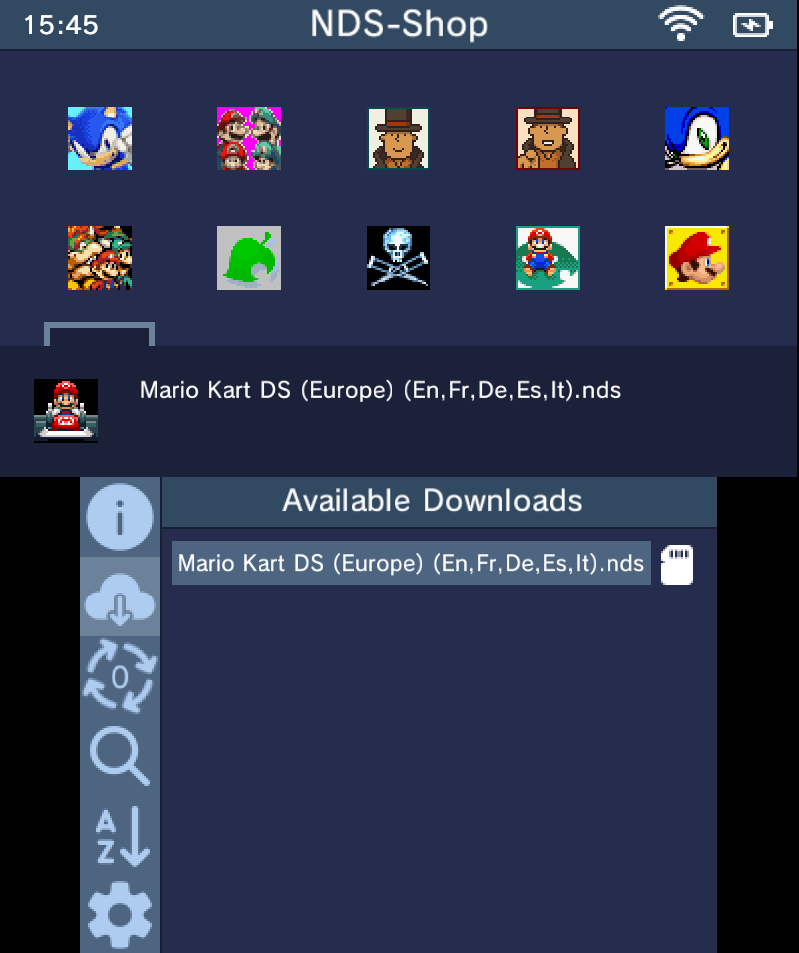 15:45
NDS-Shop
Mario Kart DS (Europe) (En,Fr,De,Es,It).nds
Available Downloads
Mario Kart DS (Europe) (En,Fr,De,Es,It).nds
0
A
Z